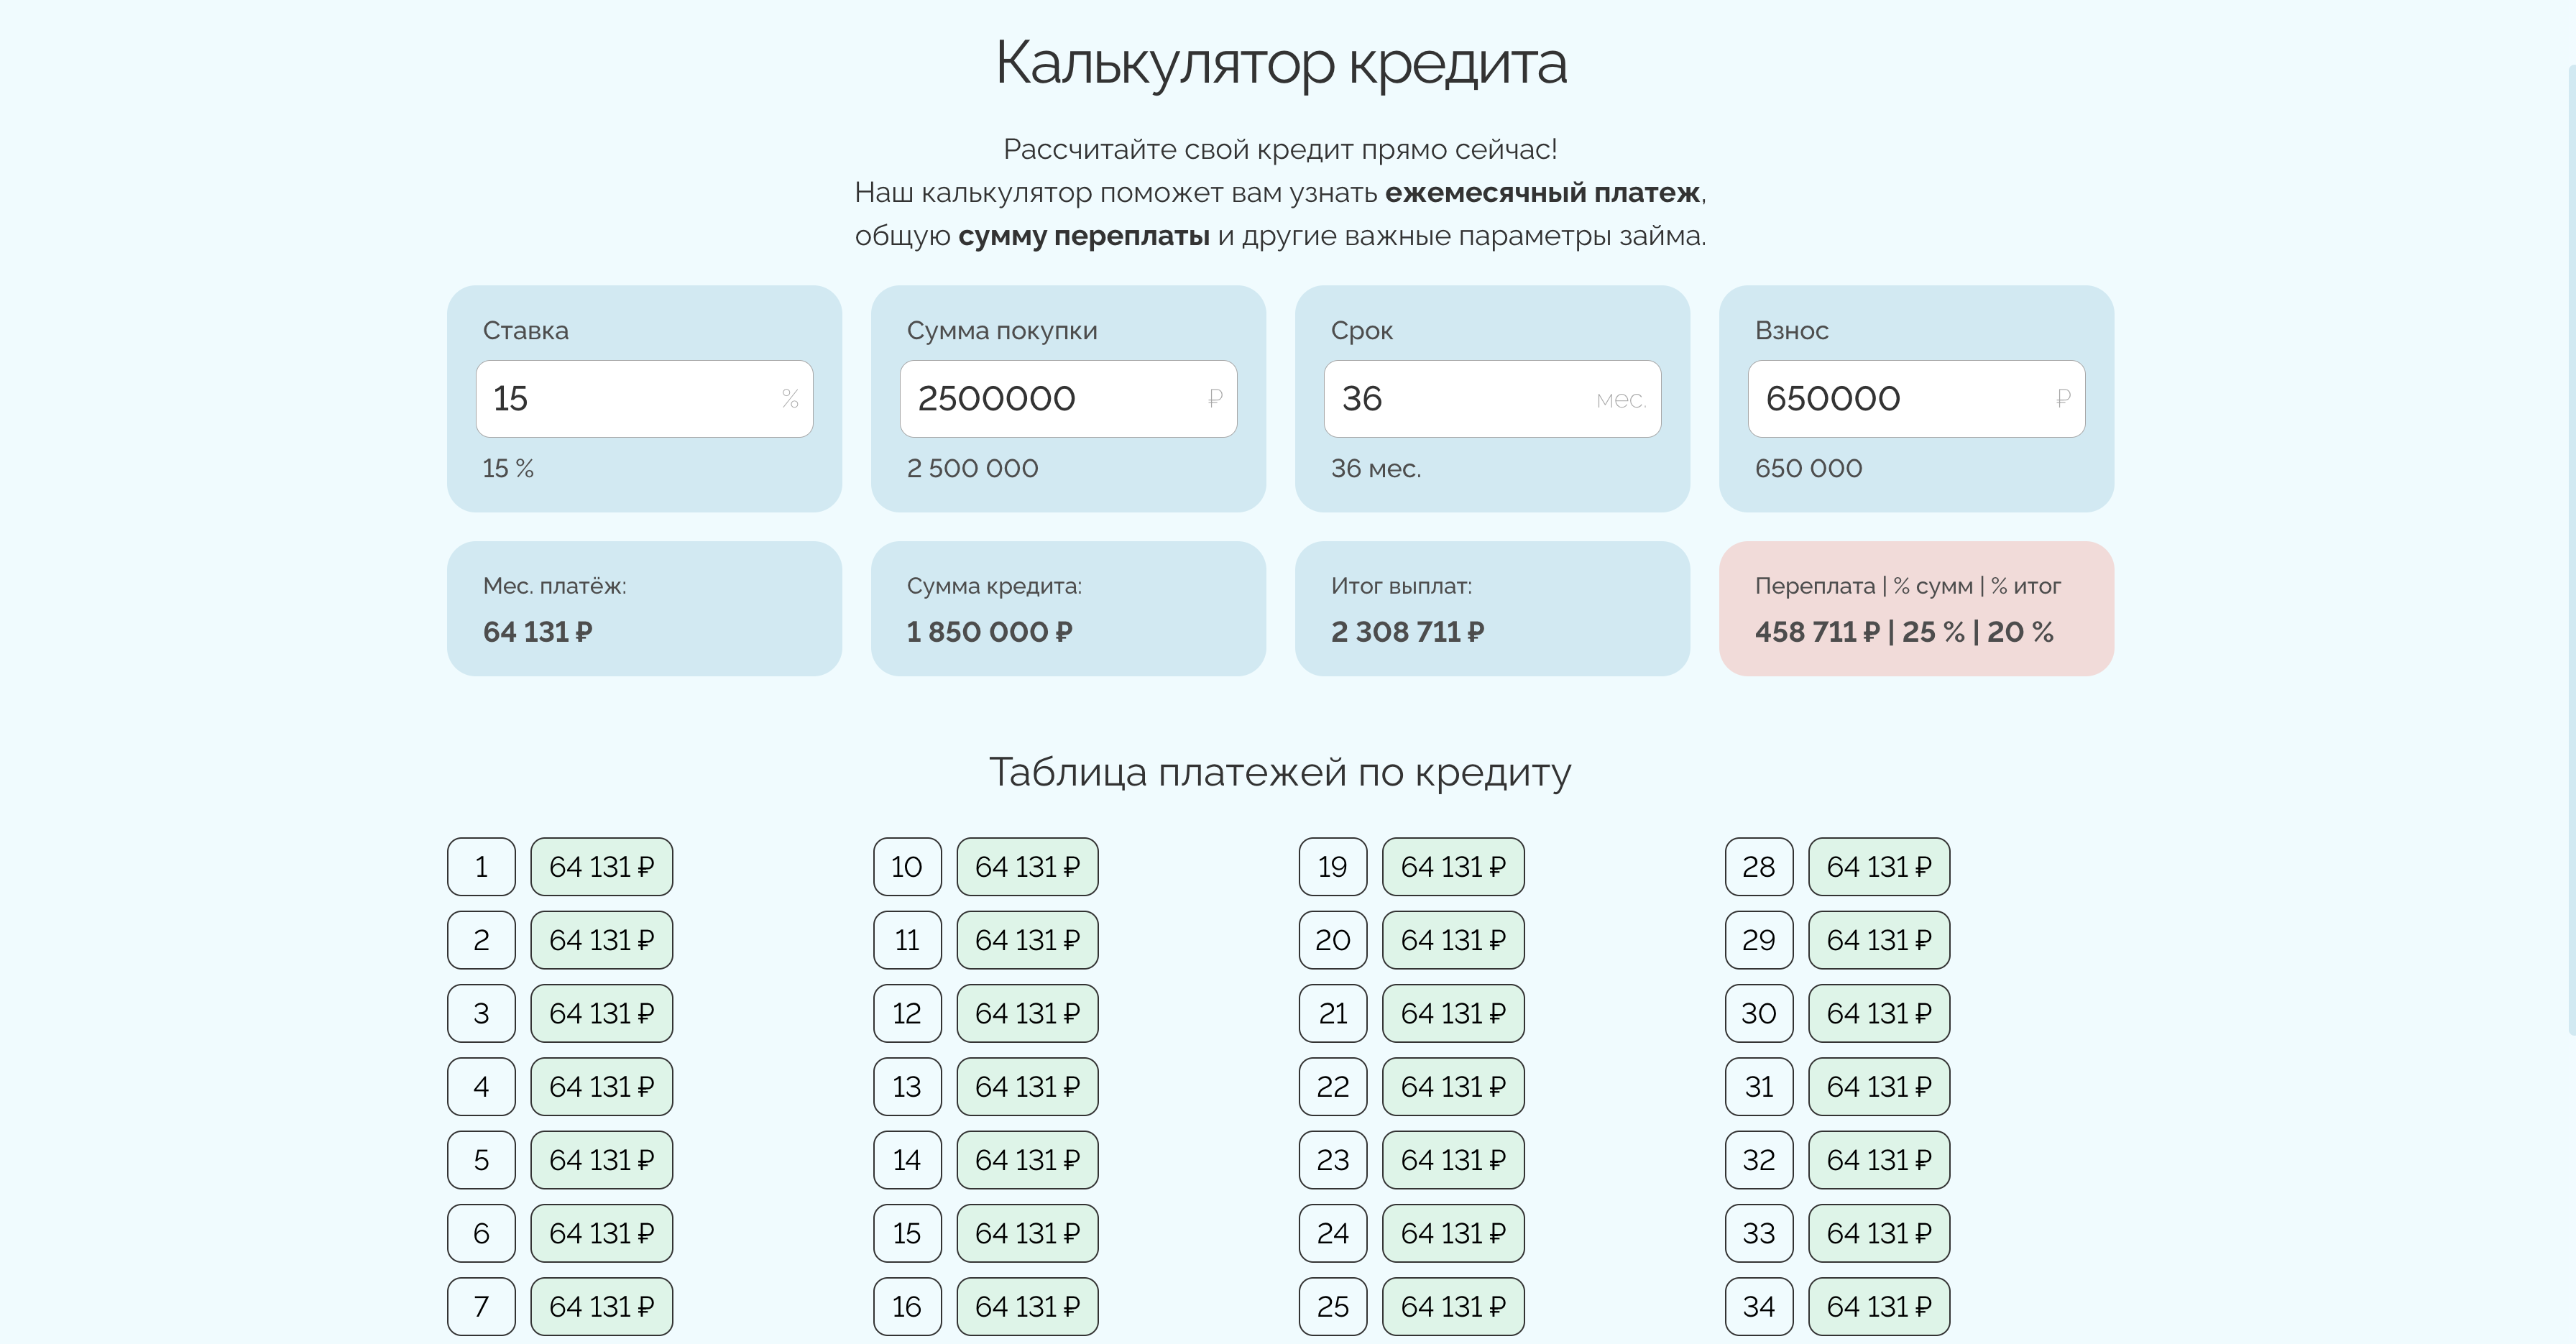 Калькулятор кредита
Рассчитайте свой кредит прямо сейчас!
Наш калькулятор поможет вам узнать ежемесячный платеж,
общую сумму переплаты и другие важные параметры займа.
Ставка
15 %
15 %
Сумма покупки
2500000 ₽
2 500 000
Срок
36 мес.
36 мес.
Взнос
650000 ₽
650 000
Мес. платёж:
64 131 ₽
Сумма кредита:
1 850 000 ₽
Итог выплат:
2 308 711 ₽
Переплата | % сумм | % итог
458 711 ₽ | 25 % | 20 %
Таблица платежей по кредиту
1 64 131 ₽
2 64 131 ₽
3 64 131 ₽
4 64 131 ₽
5 64 131 ₽
6 64 131 ₽
7 64 131 ₽
10 64 131 ₽
11 64 131 ₽
12 64 131 ₽
13 64 131 ₽
14 64 131 ₽
15 64 131 ₽
16 64 131 ₽
19 64 131 ₽
20 64 131 ₽
21 64 131 ₽
22 64 131 ₽
23 64 131 ₽
24 64 131 ₽
25 64 131 ₽
28 64 131 ₽
29 64 131 ₽
30 64 131 ₽
31 64 131 ₽
32 64 131 ₽
33 64 131 ₽
34 64 131 ₽